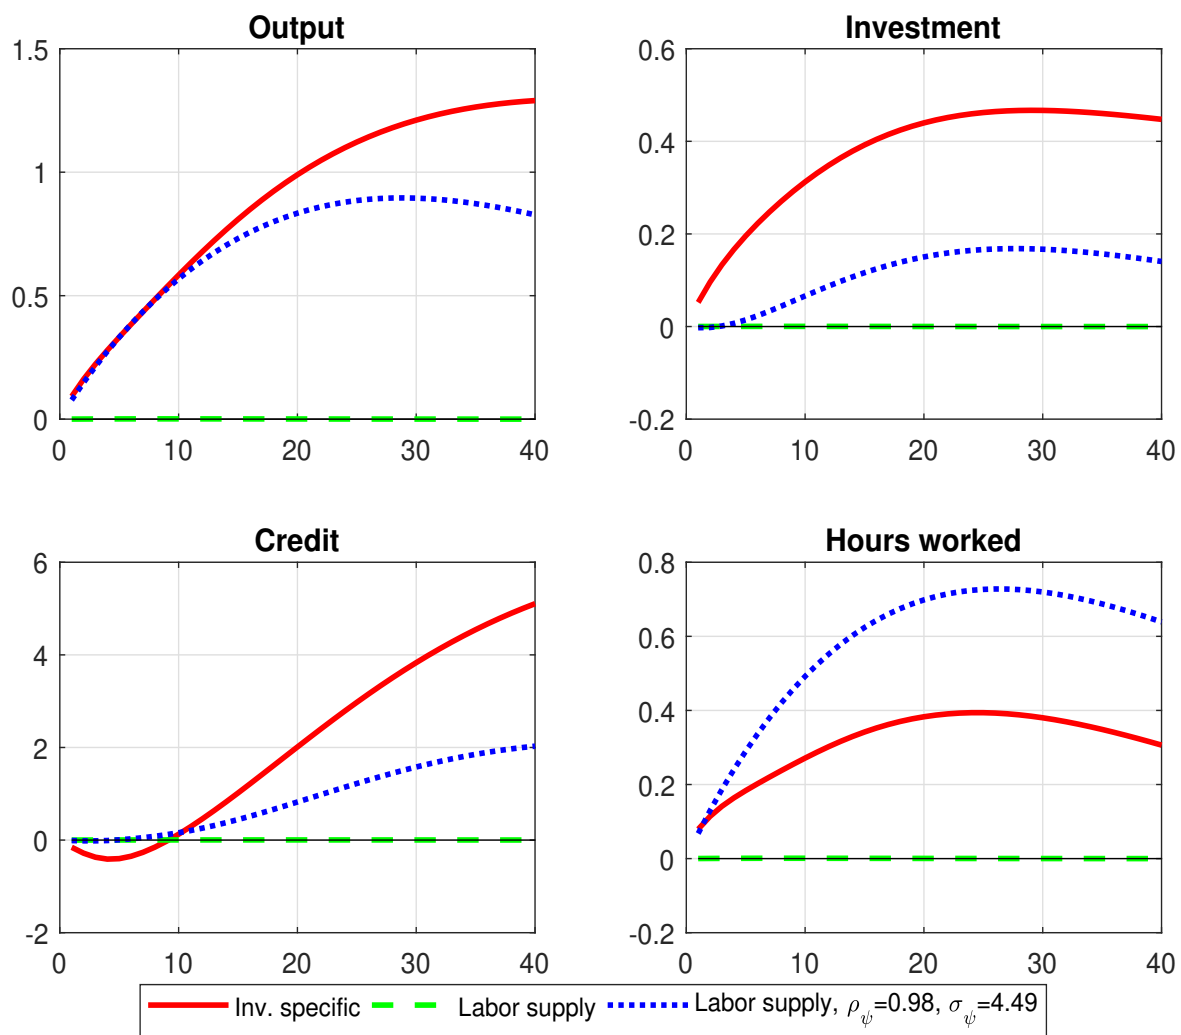 Output
Investment
1.5
1
0.5
0
0 10 20 30 40
0.6
0.4
0.2
0
-0.2
0 10 20 30 40
Credit
Hours worked
6
4
2
0
-2
0 10 20 30 40
0.8
0.6
0.4
0.2
0
-0.2
0 10 20 30 40
Inv. specific Labor supply Labor supply, ρψ=0.98, σψ=4.49